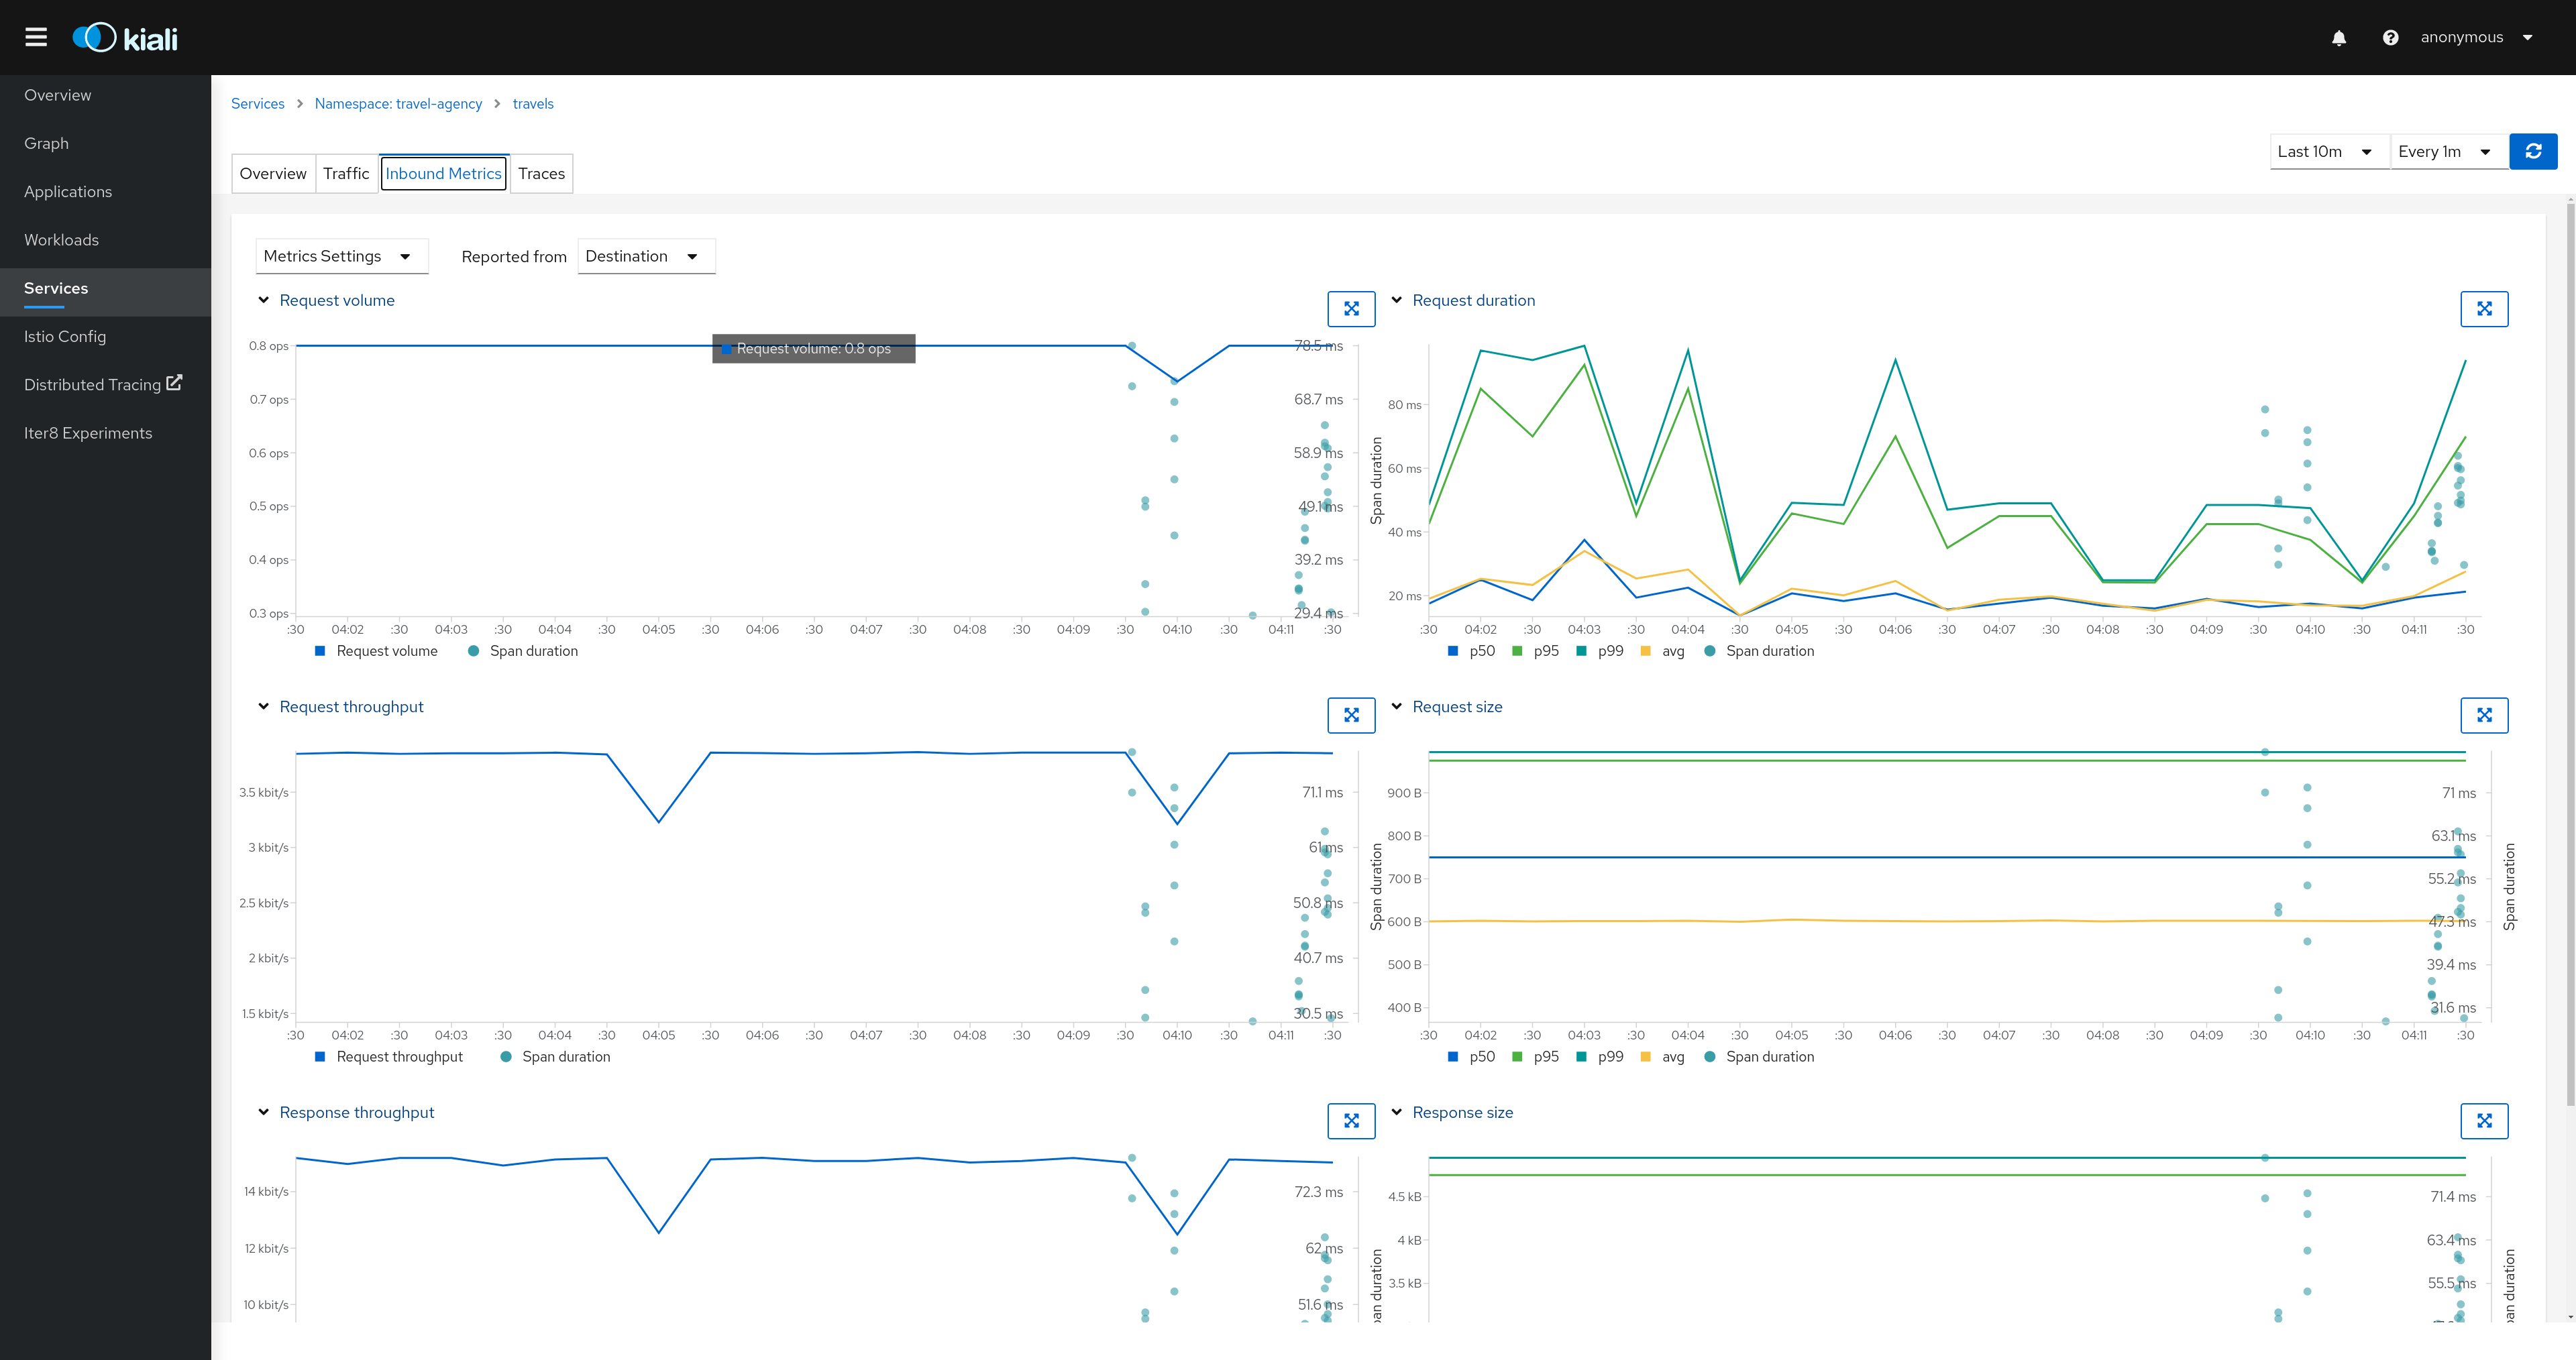 kiali
anonymous
Overview
Graph
Applications
Workloads
Services
Istio Config
Distributed Tracing
Iter8 Experiments
Services > Namespace: travel-agency > travels
Overview Traffic Inbound Metrics Traces
Last 10m Every 1m
Metrics Settings Reported from Destination
Request volume
0.8 ops
0.7 ops
0.6 ops
0.5 ops
0.4 ops
0.3 ops
Request volume: 0.8 ops
78.5 ms
68.7 ms
58.9 ms
49.1 ms
39.2 ms
29.4 ms
Span duration
:30 04:02 :30 04:03 :30 04:04 :30 04:05 :30 04:06 :30 04:07 :30 04:08 :30 04:09 :30 04:10 :30 04:11 :30
Request volume Span duration
Request duration
80 ms
60 ms
40 ms
20 ms
:30 04:02 :30 04:03 :30 04:04 :30 04:05 :30 04:06 :30 04:07 :30 04:08 :30 04:09 :30 04:10 :30 04:11 :30
p50 p95 p99 avg Span duration
Request throughput
3.5 kbit/s
3 kbit/s
2.5 kbit/s
2 kbit/s
1.5 kbit/s
71.1 ms
61 ms
50.8 ms
40.7 ms
30.5 ms
Span duration
:30 04:02 :30 04:03 :30 04:04 :30 04:05 :30 04:06 :30 04:07 :30 04:08 :30 04:09 :30 04:10 :30 04:11 :30
Request throughput Span duration
Request size
900 B
800 B
700 B
600 B
500 B
400 B
71 ms
63.1 ms
55.2 ms
47.3 ms
39.4 ms
31.6 ms
Span duration
:30 04:02 :30 04:03 :30 04:04 :30 04:05 :30 04:06 :30 04:07 :30 04:08 :30 04:09 :30 04:10 :30 04:11 :30
p50 p95 p99 avg Span duration
Response throughput
14 kbit/s
12 kbit/s
10 kbit/s
72.3 ms
62 ms
51.6 ms
duration
Response size
4.5 kB
4 kB
3.5 kB
71.4 ms
63.4 ms
55.5 ms
duration